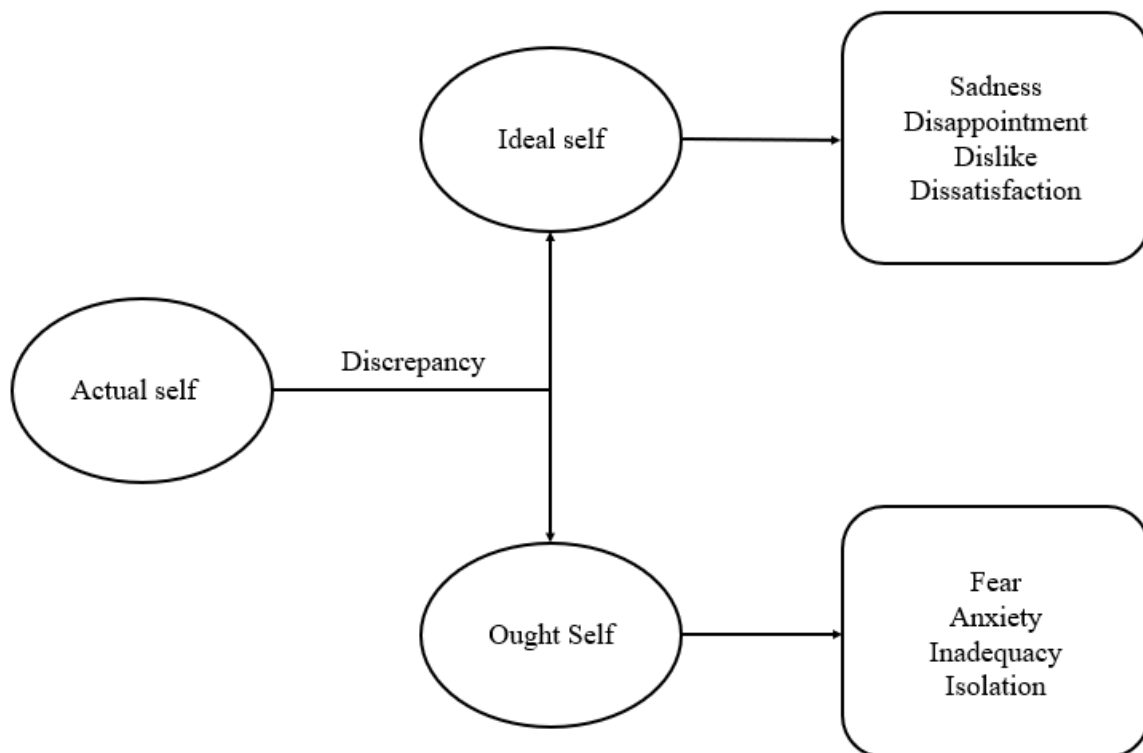 Ideal self
Sadness
Disappointment
Dislike
Dissatisfaction
Discrepancy
Actual self
Ought Self
Fear
Anxiety
Inadequacy
Isolation